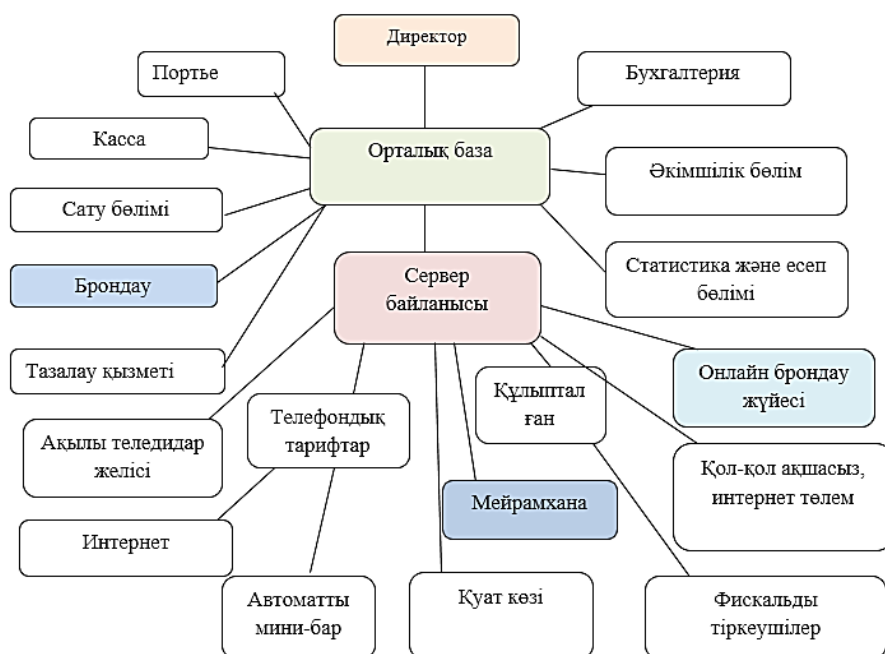 Директор
Портье
Бухгалтерия
Касса
Орталық база
Әкімшілік бөлім
Сату бөлімі
Брондау
Сервер
байланысы
Статистика және есеп
бөлімі
Тазалау қызметі
Онлайн брондау
жүйесі
Ақылы теледидар
желісі
Телефондық
тарифтар
Құлыптал
ған
Қол-қол ақшасыз,
интернет төлем
Мейрамхана
Интернет
Автоматты
мини-бар
Қуат көзі
Фискальды
тіркеушілер